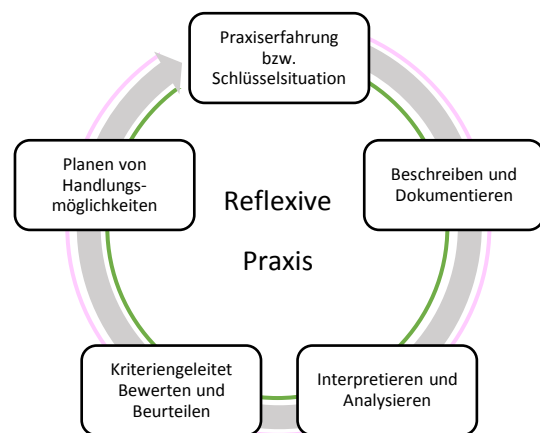 Praxiserfahrung
bzw.
Schlüsselsituation
Beschreiben und
Dokumentieren
Interpretieren und
Analysieren
Kriteriengeleitet
Bewerten und
Beurteilen
Planen von
Handlungs-
möglichkeiten
Reflexive
Praxis